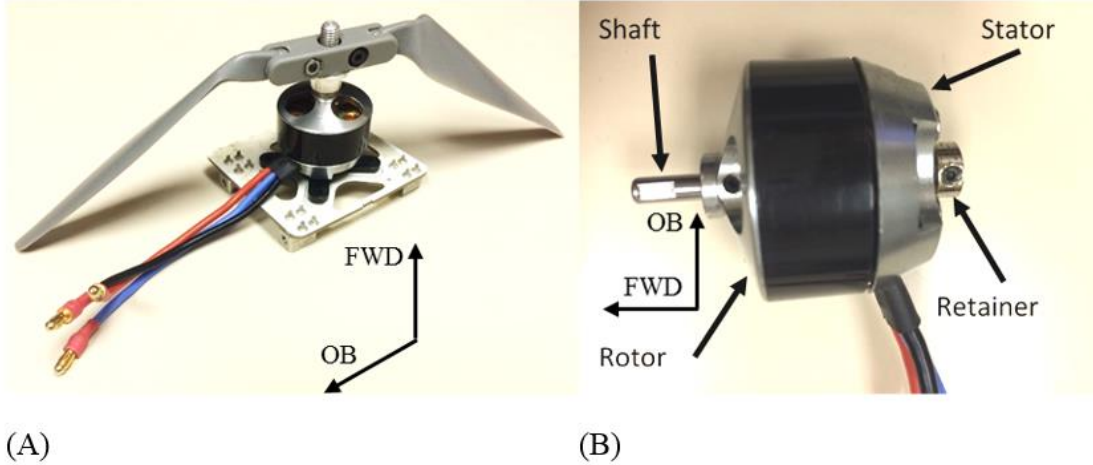 FWD
OB
Shaft
Stator
OB
FWD
Rotor
Retainer
(A)
(B)